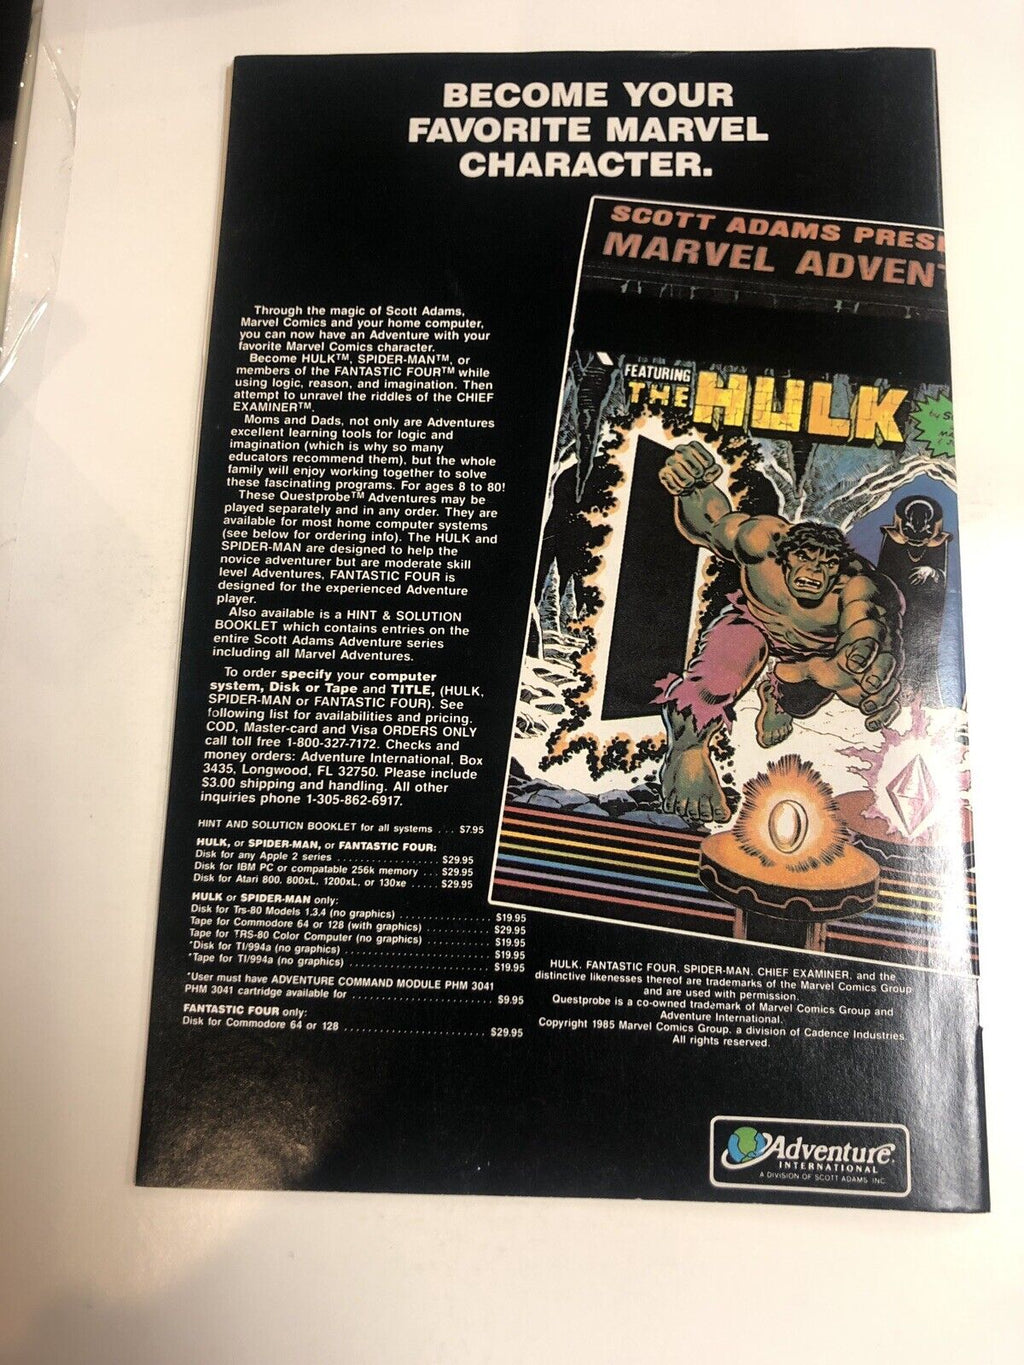 BECOME YOUR
FAVORITE MARVEL
CHARACTER.
SCOTT ADAMS
MARVEL
FEATURING
THE HULK
Through the magic of Scott Adams,
Marvel Comics and your home computer,
you can now have an Adventure with your
favorite Marvel Comics character.
Become HULK™, SPIDER-MAN™, or
members of the FANTASTIC FOUR™ while
using logic, reason, and imagination. Then
attempt to unravel the riddles of the CHIEF
EXAMINER™.
Moms and Dads, not only are Adventures
excellent learning tools for logic and
imagination (which is why so many
educators recommend them), but the whole
family will enjoy working together to solve
these fascinating programs. For ages 8 to 80!
These Questprobe™ Adventures may be
played separately and in any order. They are
available for most home computer systems
(see below for ordering info). The HULK and
SPIDER-MAN are designed to help the
novice adventurer but are moderate skill
level Adventures, FANTASTIC FOUR is
designed for the experienced Adventure
player.
Also available is a HINT & SOLUTION
BOOKLET which contains entries on the
entire Scott Adams Adventure series
including all Marvel Adventures.
To order specify your computer
system, Disk or Tape and TITLE, (HULK,
SPIDER-MAN or FANTASTIC FOUR). See
following list for availabilities and pricing.
COD, Master-card and Visa ORDERS ONLY
call toll free 1-800-327-7172. Checks and
money orders: Adventure International, Box
3435, Longwood, FL 32750. Please include
$3.00 shipping and handling. All other
inquiries phone 1-305-862-6917.
HINT AND SOLUTION BOOKLET for all systems ... $7.95
HULK, or SPIDER-MAN, or FANTASTIC FOUR:
Disk for any Apple 2 series ................ $29.95
Disk for IBM PC or compatable 256k memory ... $29.95
Disk for Atari 800, 800xL, 1200xL, or 130xe ..... $29.95
HULK or SPIDER-MAN only:
Disk for Trs-80 Models 1,3,4 (no graphics) ............... $19.95
Tape for Commodore 64 or 128 (with graphics) ........... $29.95
Tape for TRS-80 Color Computer (no graphics) .......... $19.95
*Disk for TI/994a (no graphics) ......................... $19.95
*Tape for TI/994a (no graphics) ......................... $19.95
*User must have ADVENTURE COMMAND MODULE PHM 3041
PHM 3041 cartridge available for ........................ $9.95
FANTASTIC FOUR only:
Disk for Commodore 64 or 128 ....................... $29.95
HULK, FANTASTIC FOUR, SPIDER-MAN, CHIEF EXAMINER, and the
distinctive likenesses thereof are trademarks of the Marvel Comics Group
and are used with permission.
Questprobe is a co-owned trademark of Marvel Comics Group and
Adventure International.
Copyright 1985 Marvel Comics Group, a division of Cadence Industries.
All rights reserved.
Adventure
INTERNATIONAL
A DIVISION OF SCOTT ADAMS INC.